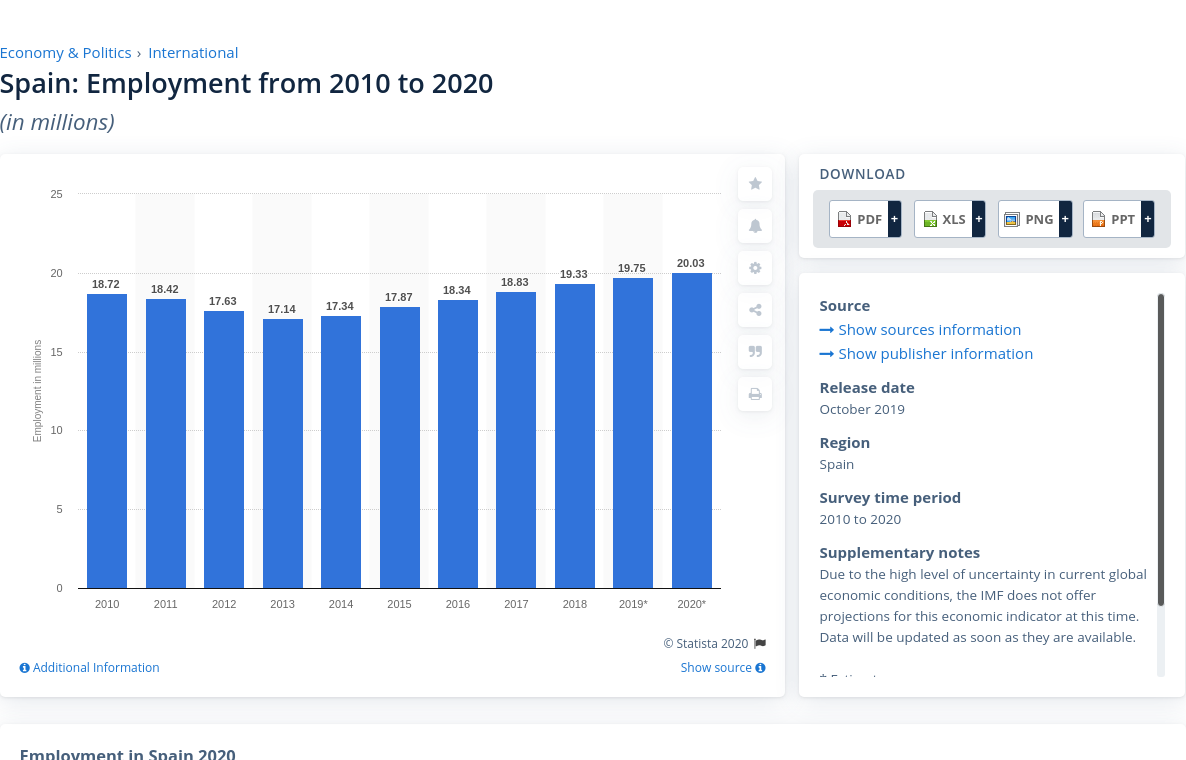 Economy & Politics › International
Spain: Employment from 2010 to 2020
(in millions)
25
20
15
10
5
0
Employment in millions
18.72
18.42
17.63
17.14
17.34
17.87
18.34
18.83
19.33
19.75
20.03
2010 2011 2012 2013 2014 2015 2016 2017 2018 2019* 2020*
© Statista 2020
Additional Information
Show source
DOWNLOAD
PDF + XLS + PNG + PPT +
Source
Show sources information
Show publisher information
Release date
October 2019
Region
Spain
Survey time period
2010 to 2020
Supplementary notes
Due to the high level of uncertainty in current global
economic conditions, the IMF does not offer
projections for this economic indicator at this time.
Data will be updated as soon as they are available.
Employment in Spain 2020